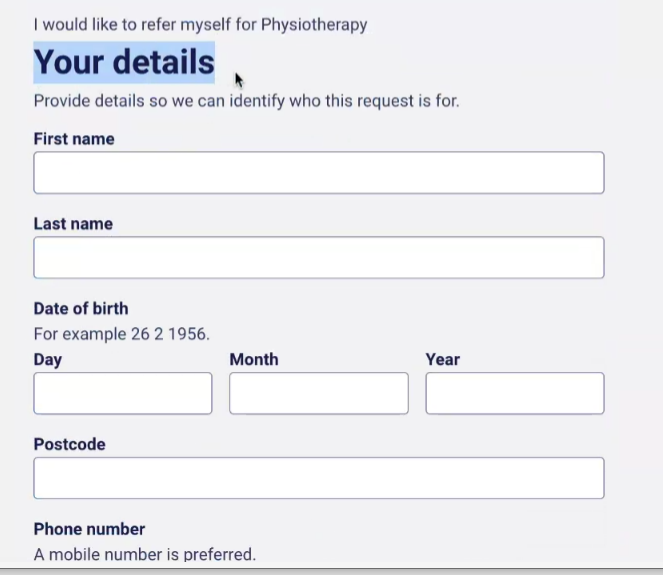 I would like to refer myself for Physiotherapy
Your details
Provide details so we can identify who this request is for.
First name
Last name
Date of birth
For example 26 2 1956.
Day Month Year
Postcode
Phone number
A mobile number is preferred.